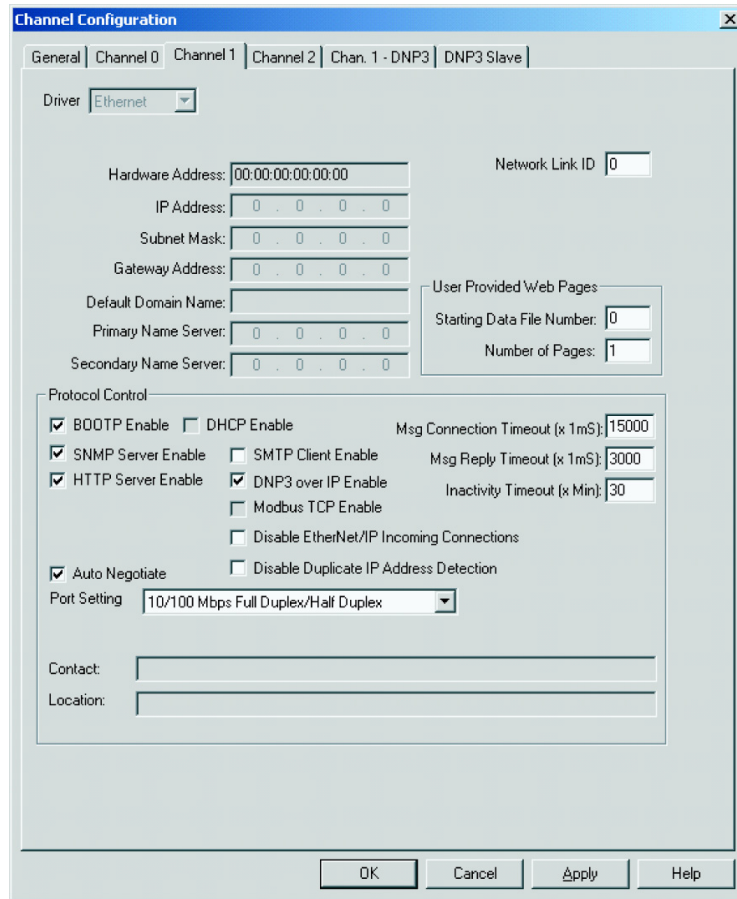 Channel Configuration
General Channel 0 Channel 1 Channel 2 Chan. 1 - DNP3 DNP3 Slave
Driver Ethernet
Network Link ID 0
Hardware Address: 00:00:00:00:00:00
IP Address: 0 . 0 . 0 . 0
Subnet Mask: 0 . 0 . 0 . 0
Gateway Address: 0 . 0 . 0 . 0
User Provided Web Pages
Default Domain Name:
Starting Data File Number: 0
Primary Name Server: 0 . 0 . 0 . 0
Number of Pages: 1
Secondary Name Server: 0 . 0 . 0 . 0
Protocol Control
BOOTP Enable DHCP Enable Msg Connection Timeout (x 1mS): 15000
SNMP Server Enable SMTP Client Enable Msg Reply Timeout (x 1mS): 3000
HTTP Server Enable DNP3 over IP Enable Inactivity Timeout (x Min): 30
Modbus TCP Enable
Disable EtherNet/IP Incoming Connections
Auto Negotiate Disable Duplicate IP Address Detection
Port Setting 10/100 Mbps Full Duplex/Half Duplex
Contact:
Location:
OK Cancel Apply Help